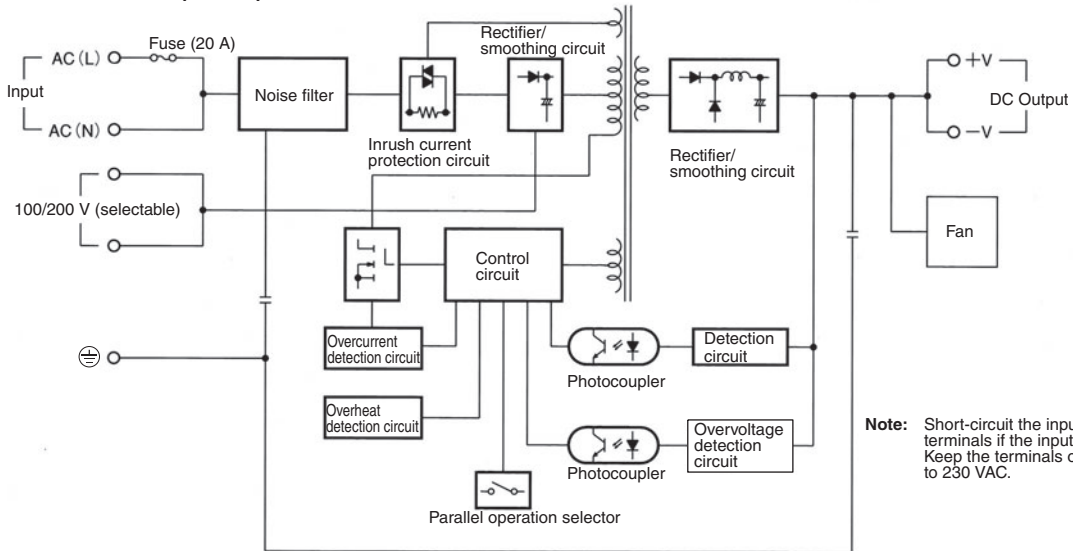 Fuse (20 A)
AC (L)
Input
AC (N)
Noise filter
Inrush current
protection circuit
Rectifier/
smoothing circuit
Rectifier/
smoothing circuit
+V
DC Output
−V
Fan
100/200 V (selectable)
Control
circuit
Overcurrent
detection circuit
Overheat
detection circuit
Photocoupler
Detection
circuit
Photocoupler
Overvoltage
detection
circuit
Parallel operation selector
Note: Short-circuit the
terminals if the input
Keep the terminals
to 230 VAC.